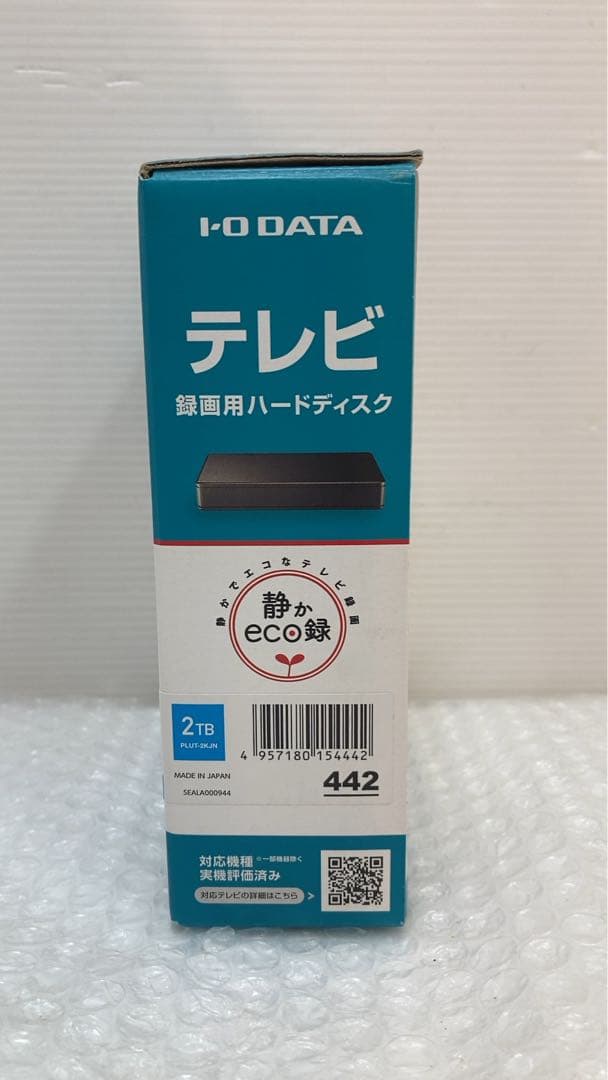 I-O DATA
テレビ
録画用ハードディスク
静かでエコなテレビ録画
静か
eco録
2TB
PLUT-2KJN
4 957180 154442
MADE IN JAPAN
442
SEALA000944
対応機種 ※一部機器除く
実機評価済み
対応テレビの詳細はこちら